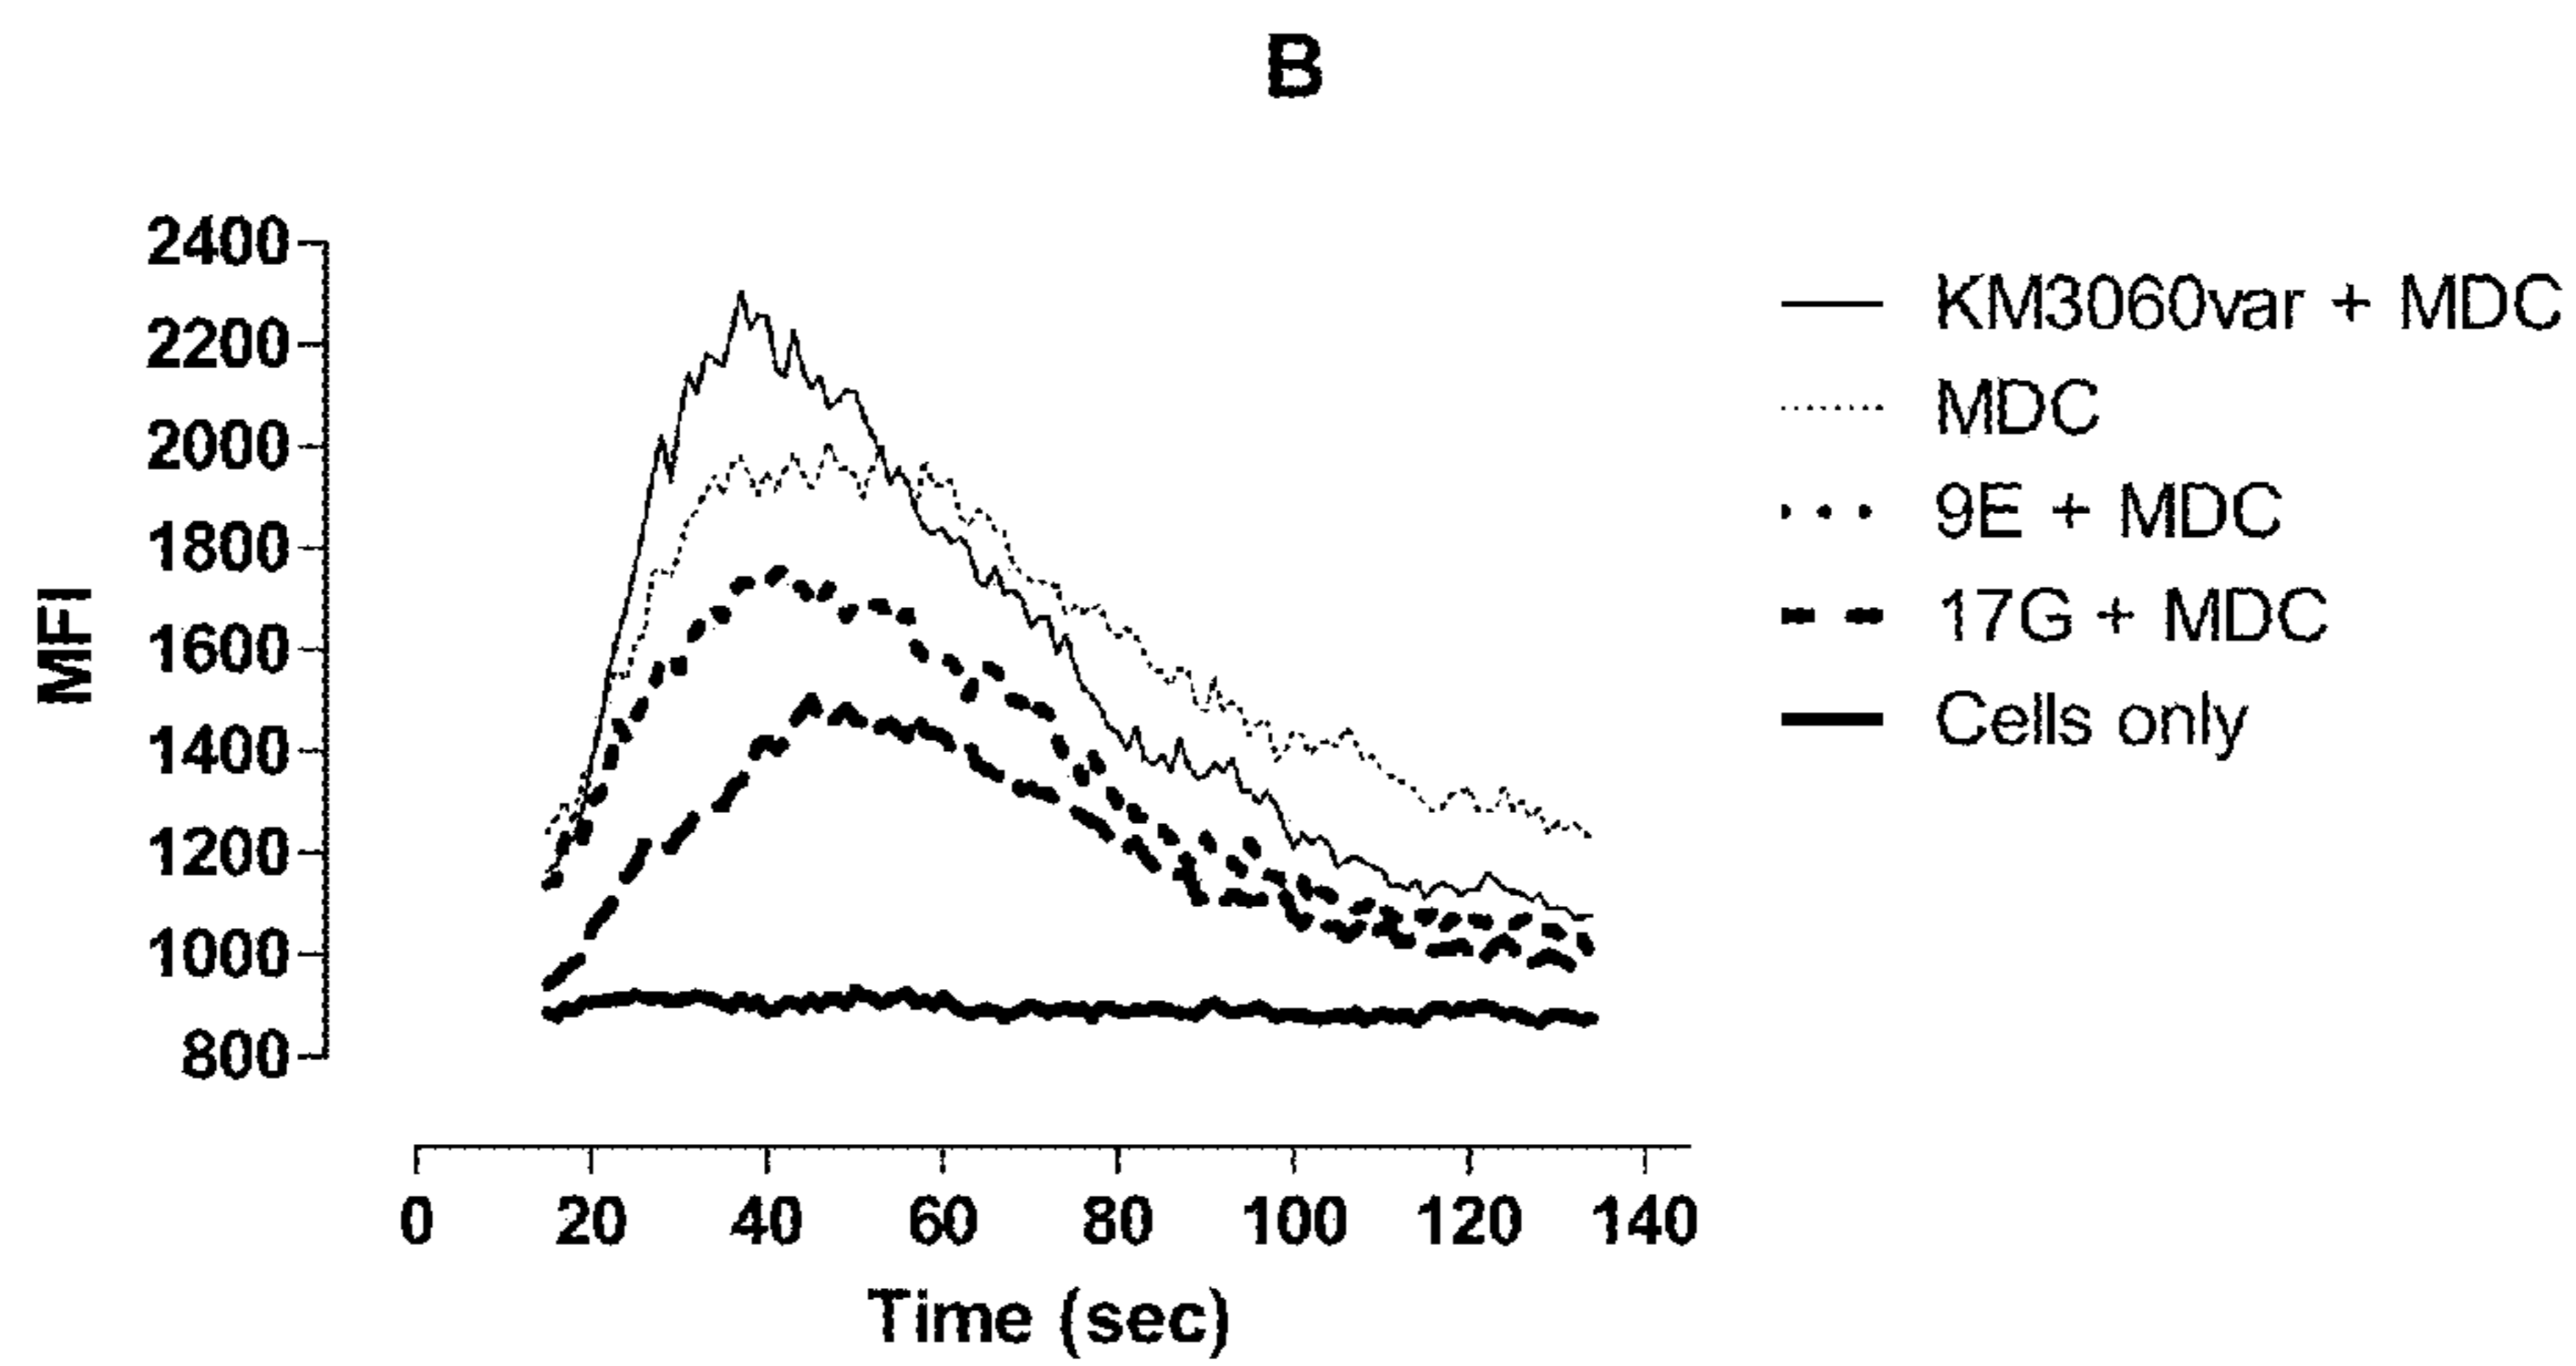 B
2400
2200
2000
1800
1600
1400
1200
1000
800
MFI
0 20 40 60 80 100 120 140
Time (sec)
KM3060var + MDC
MDC
9E + MDC
17G + MDC
Cells only